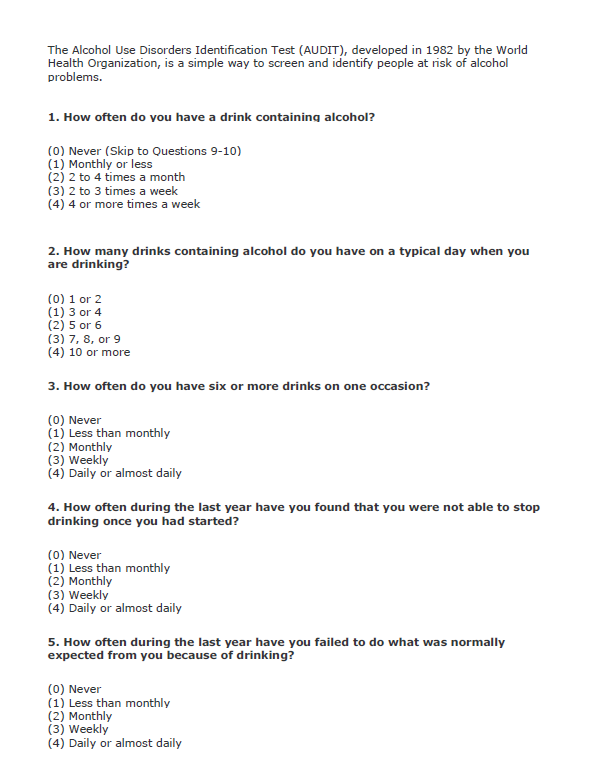 The Alcohol Use Disorders Identification Test (AUDIT), developed in 1982 by the World
Health Organization, is a simple way to screen and identify people at risk of alcohol
problems.
1. How often do you have a drink containing alcohol?
(0) Never (Skip to Questions 9-10)
(1) Monthly or less
(2) 2 to 4 times a month
(3) 2 to 3 times a week
(4) 4 or more times a week
2. How many drinks containing alcohol do you have on a typical day when you
are drinking?
(0) 1 or 2
(1) 3 or 4
(2) 5 or 6
(3) 7, 8, or 9
(4) 10 or more
3. How often do you have six or more drinks on one occasion?
(0) Never
(1) Less than monthly
(2) Monthly
(3) Weekly
(4) Daily or almost daily
4. How often during the last year have you found that you were not able to stop
drinking once you had started?
(0) Never
(1) Less than monthly
(2) Monthly
(3) Weekly
(4) Daily or almost daily
5. How often during the last year have you failed to do what was normally
expected from you because of drinking?
(0) Never
(1) Less than monthly
(2) Monthly
(3) Weekly
(4) Daily or almost daily